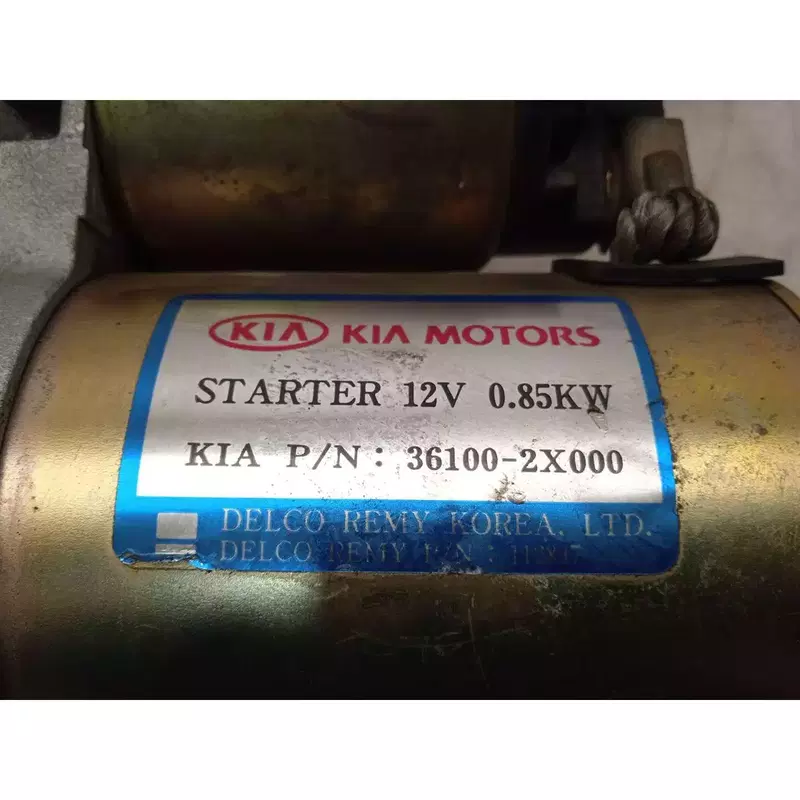 KIA KIA MOTORS
STARTER 12V 0.85KW
KIA P/N : 36100-2X000
DELCO REMY KOREA. LTD.
DELCO REMY P/N :